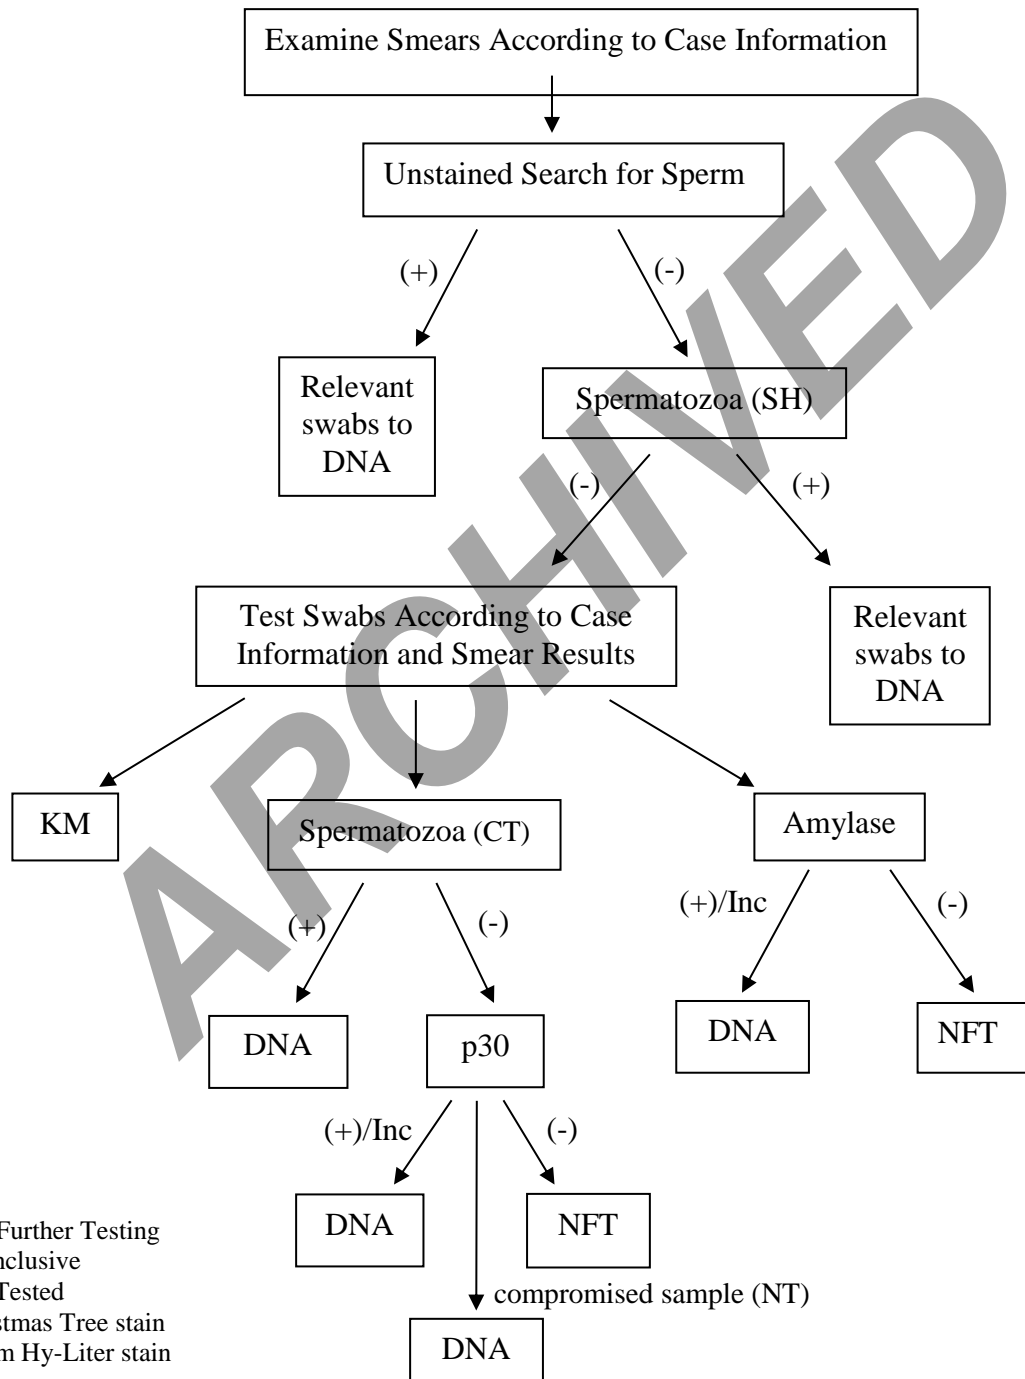 Examine Smears According to Case Information
Unstained Search for Sperm
(+)
(-)
Relevant
swabs to
DNA
Spermatozoa (SH)
(-)
(+)
Test Swabs According to Case
Information and Smear Results
Relevant
swabs to
DNA
KM
Spermatozoa (CT)
Amylase
(+)
(-)
(+)/Inc
(-)
DNA
p30
DNA
NFT
(+)/Inc
(-)
DNA
NFT
compromised sample (NT)
DNA
Further Testing
nclusive
Tested
stmas Tree stain
m Hy-Liter stain
ARCHIVED